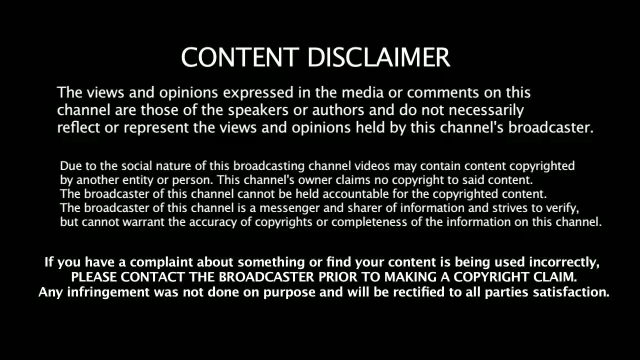 CONTENT DISCLAIMER
The views and opinions expressed in the media or comments on this
channel are those of the speakers or authors and do not necessarily
reflect or represent the views and opinions held by this channel's broadcaster.
Due to the social nature of this broadcasting channel videos may contain content copyrighted
by another entity or person. This channel's owner claims no copyright to said content.
The broadcaster of this channel cannot be held accountable for the copyrighted content.
The broadcaster of this channel is a messenger and sharer of information and strives to verify,
but cannot warrant the accuracy of copyrights or completeness of the information on this channel.
If you have a complaint about something or find your content is being used incorrectly,
PLEASE CONTACT THE BROADCASTER PRIOR TO MAKING A COPYRIGHT CLAIM.
Any infringement was not done on purpose and will be rectified to all parties satisfaction.